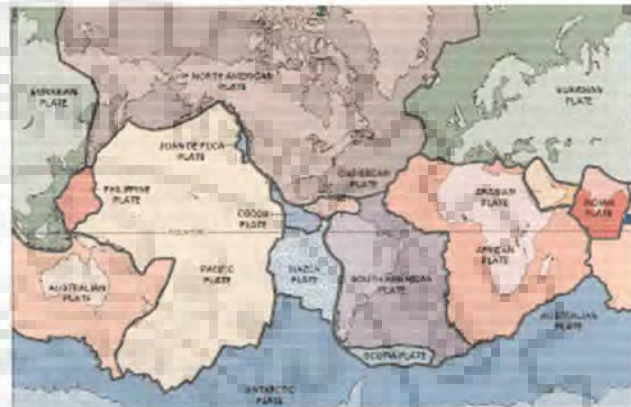 NORTH AMERICAN
PLATE
EURASIAN
PLATE
EURASIAN
PLATE
JUAN DE FUCA
PLATE
CARIBBEAN
PLATE
PHILIPPINE
PLATE
ARABIAN
PLATE
INDIAN
PLATE
COCOS
PLATE
EQUATOR
AFRICAN
PLATE
PACIFIC
PLATE
NAZCA
PLATE
SOUTH AMERICAN
PLATE
AUSTRALIAN
PLATE
AUSTRALIAN
PLATE
SCOTIA PLATE
ANTARCTIC
PLATE